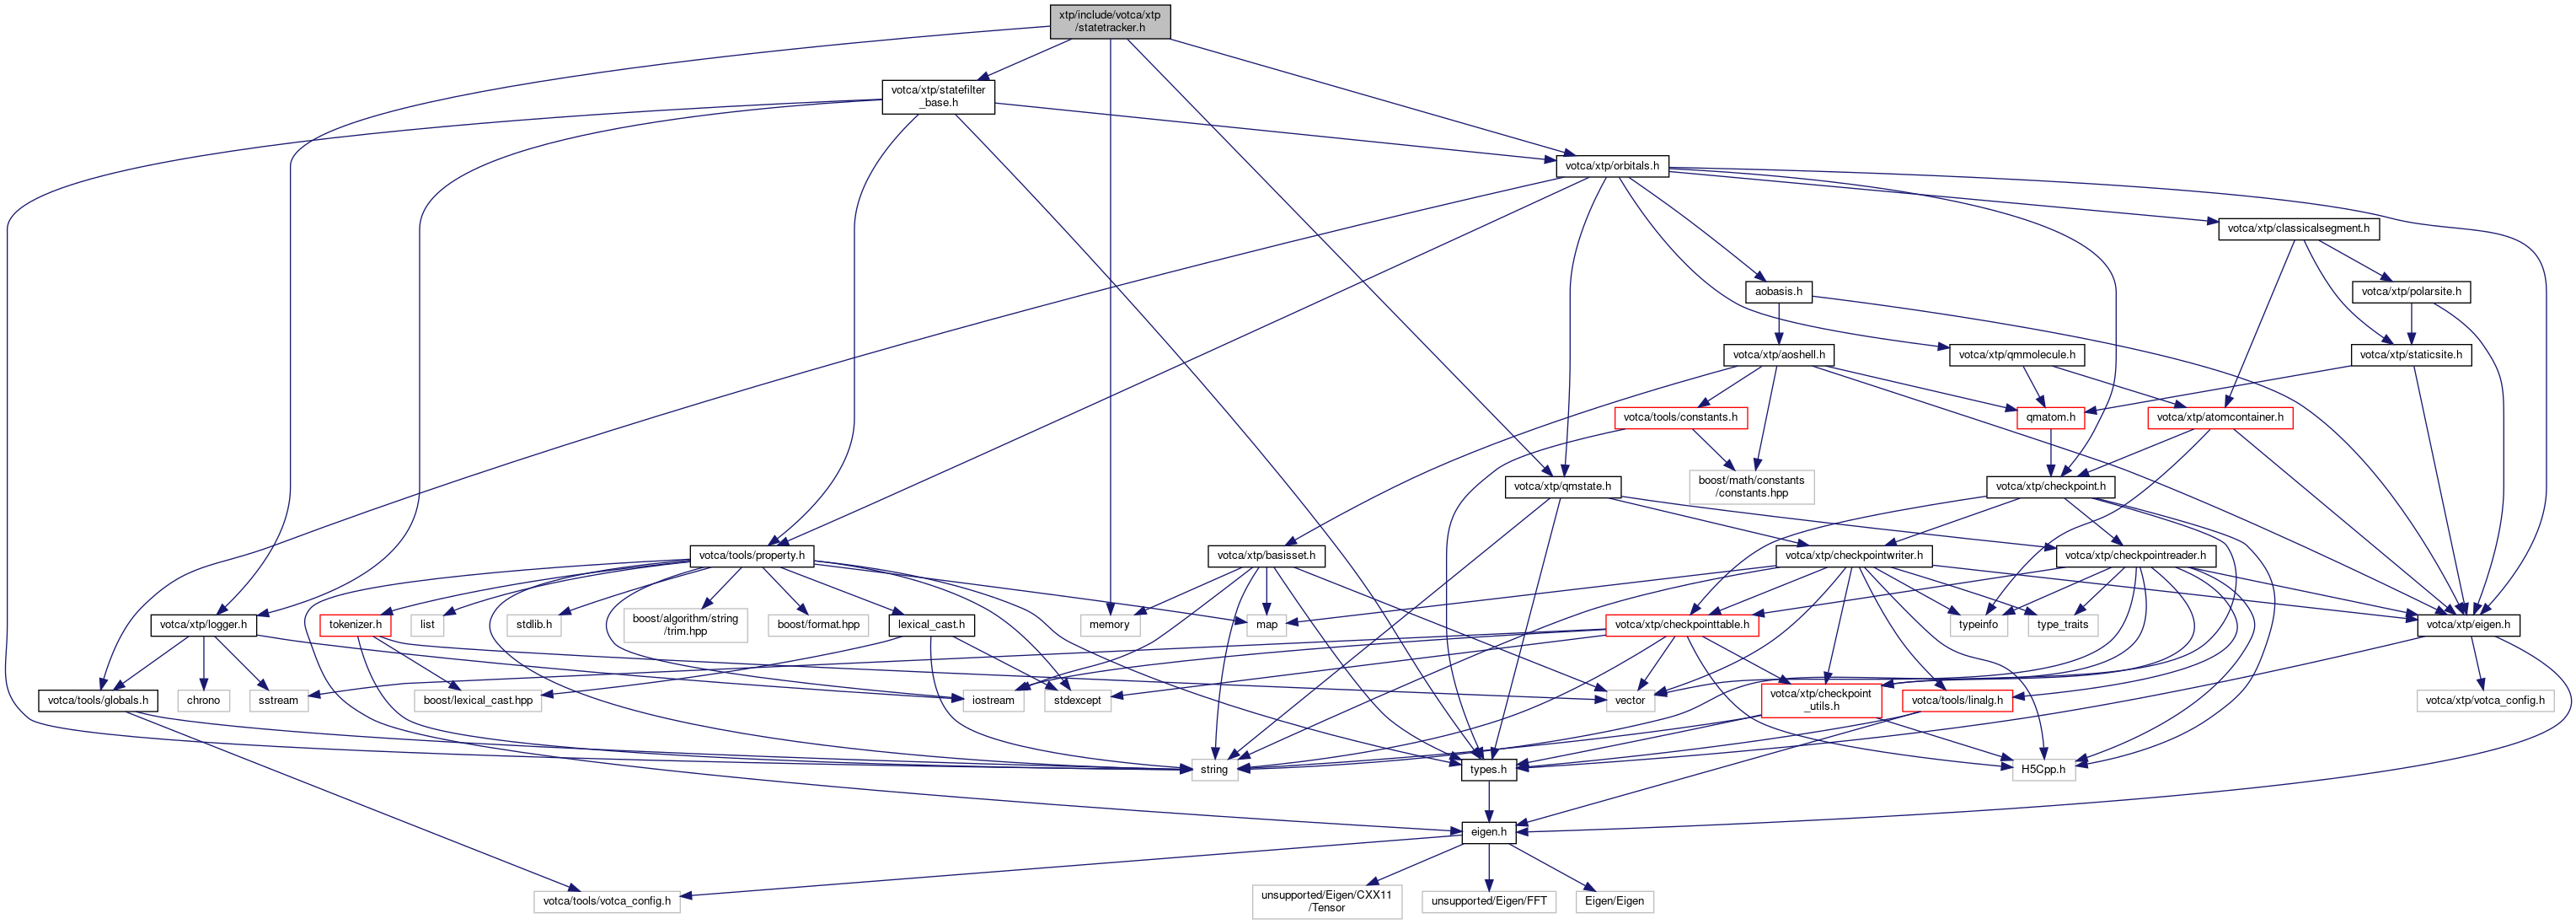 xtp/include/votca/xtp
/statetracker.h
votca/xtp/statefilter
_base.h
votca/xtp/orbitals.h
votca/xtp/classicalsegment.h
aobasis.h
votca/xtp/polarsite.h
votca/xtp/aoshell.h
votca/xtp/qmmolecule.h
votca/xtp/staticsite.h
votca/tools/constants.h
qmatom.h
votca/xtp/atomcontainer.h
votca/xtp/qmstate.h
boost/math/constants
/constants.hpp
votca/xtp/checkpoint.h
votca/tools/property.h
votca/xtp/basisset.h
votca/xtp/checkpointwriter.h
votca/xtp/checkpointreader.h
votca/xtp/logger.h
tokenizer.h
list
stdlib.h
boost/algorithm/string
/trim.hpp
boost/format.hpp
lexical_cast.h
memory
map
votca/xtp/checkpointtable.h
typeinfo
type_traits
votca/xtp/eigen.h
votca/tools/globals.h
chrono
sstream
boost/lexical_cast.hpp
iostream
stdexcept
vector
votca/xtp/checkpoint
_utils.h
votca/tools/linalg.h
votca/xtp/votca_config.h
string
types.h
H5Cpp.h
eigen.h
votca/tools/votca_config.h
unsupported/Eigen/CXX11
/Tensor
unsupported/Eigen/FFT
Eigen/Eigen